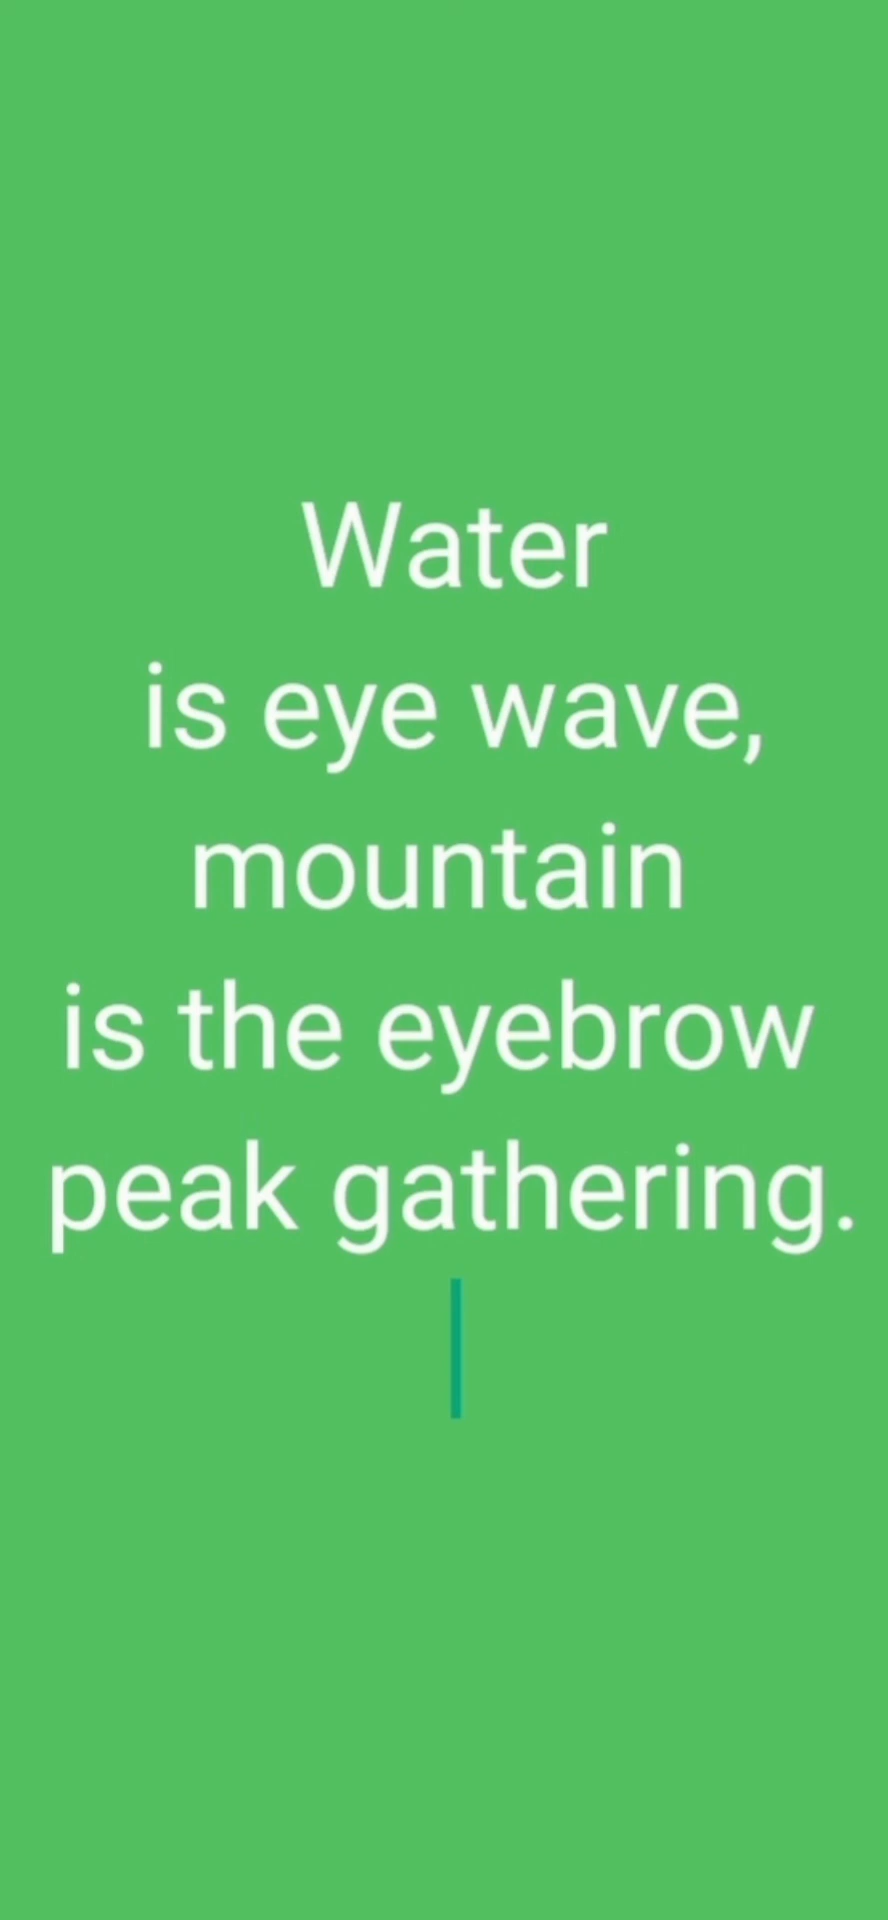 Water
is eye wave,
mountain
is the eyebrow
peak gathering.